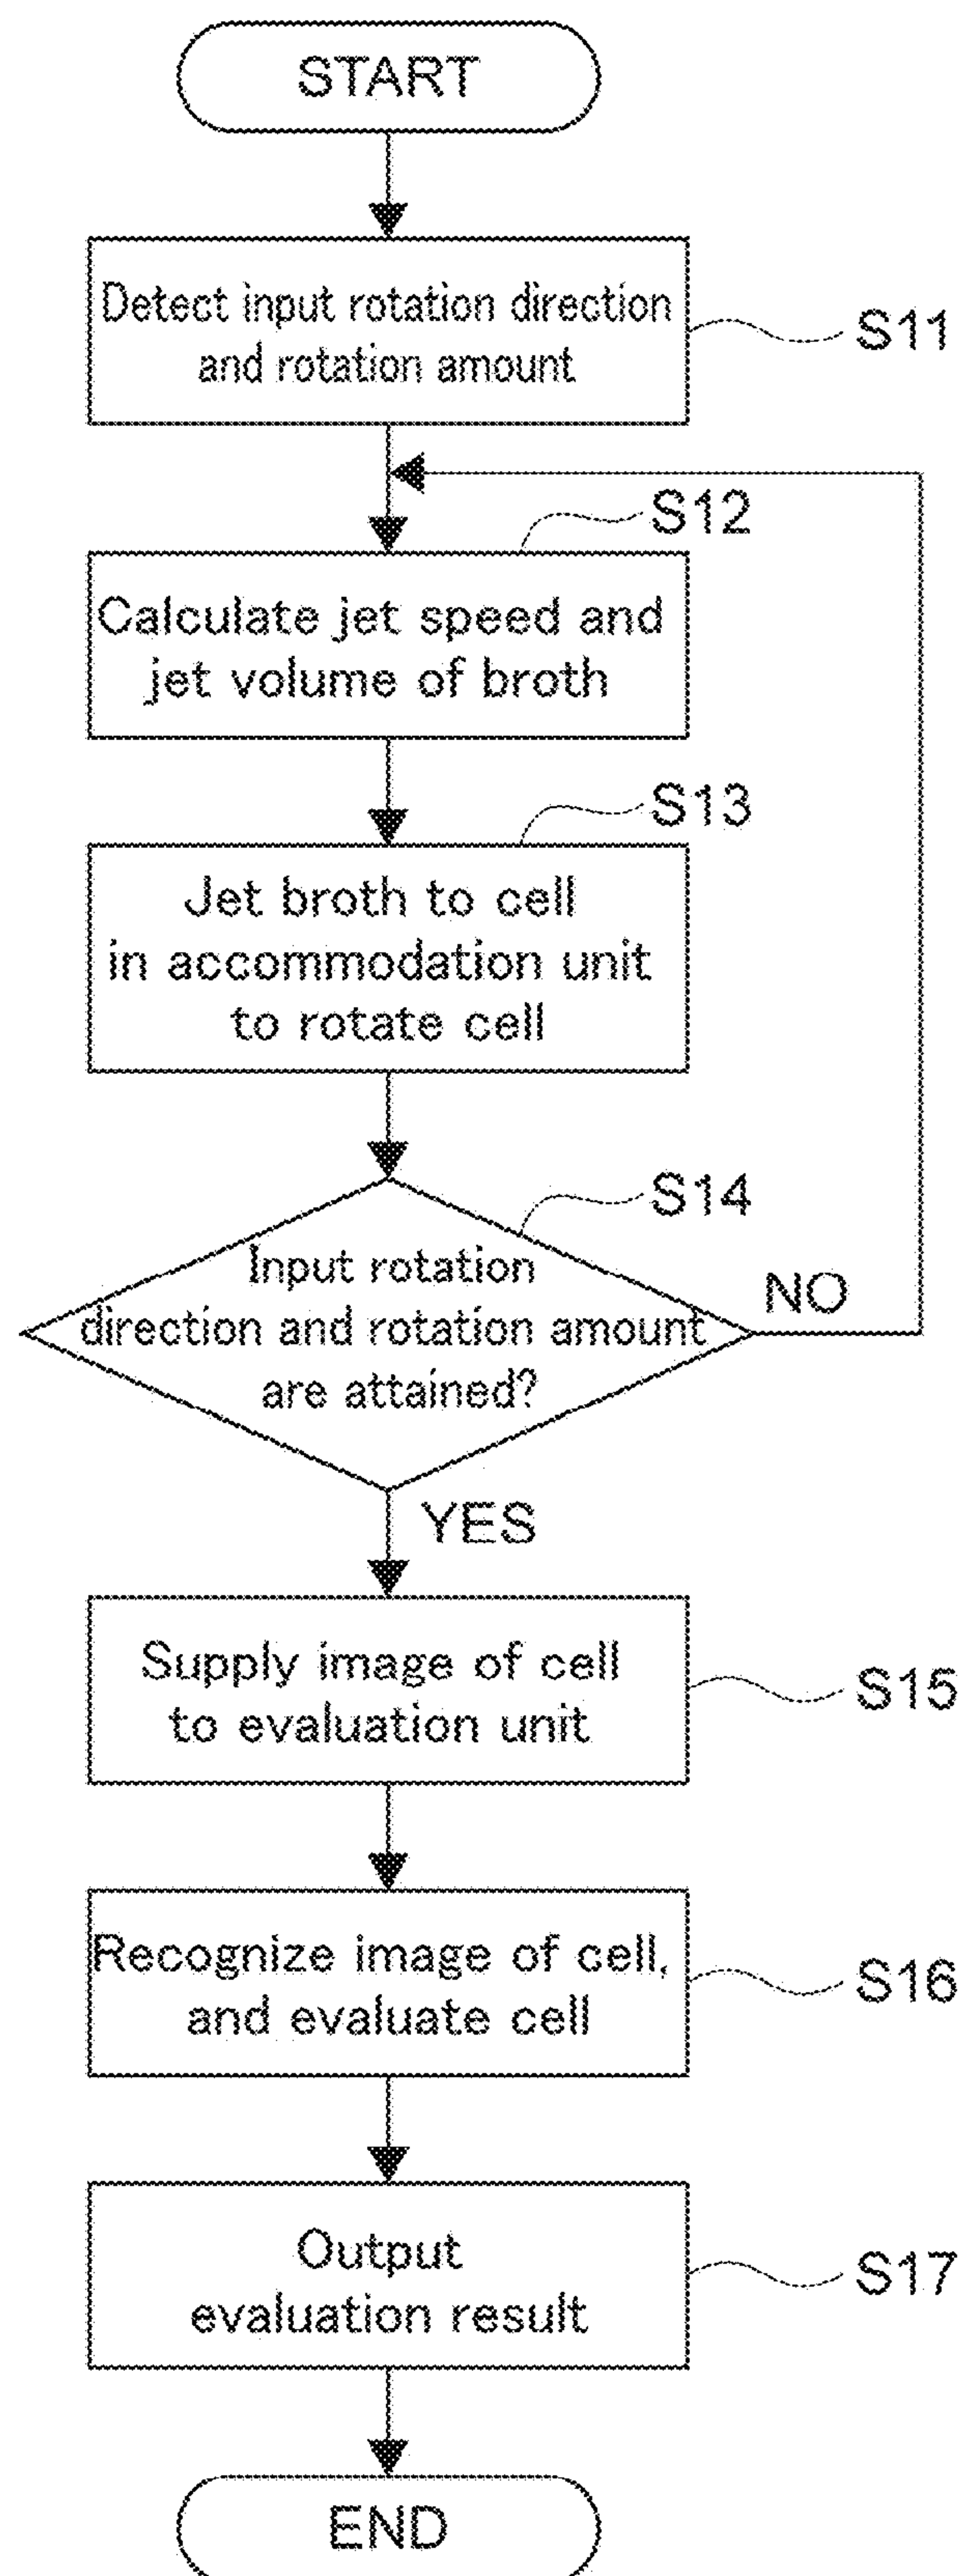 START
Detect input rotation direction
and rotation amount
S11
S12
Calculate jet speed and
jet volume of broth
S13
Jet broth to cell
in accommodation unit
to rotate cell
S14
Input rotation
direction and rotation amount
are attained?
NO
YES
Supply image of cell
to evaluation unit
S15
Recognize image of cell,
and evaluate cell
S16
Output
evaluation result
S17
END